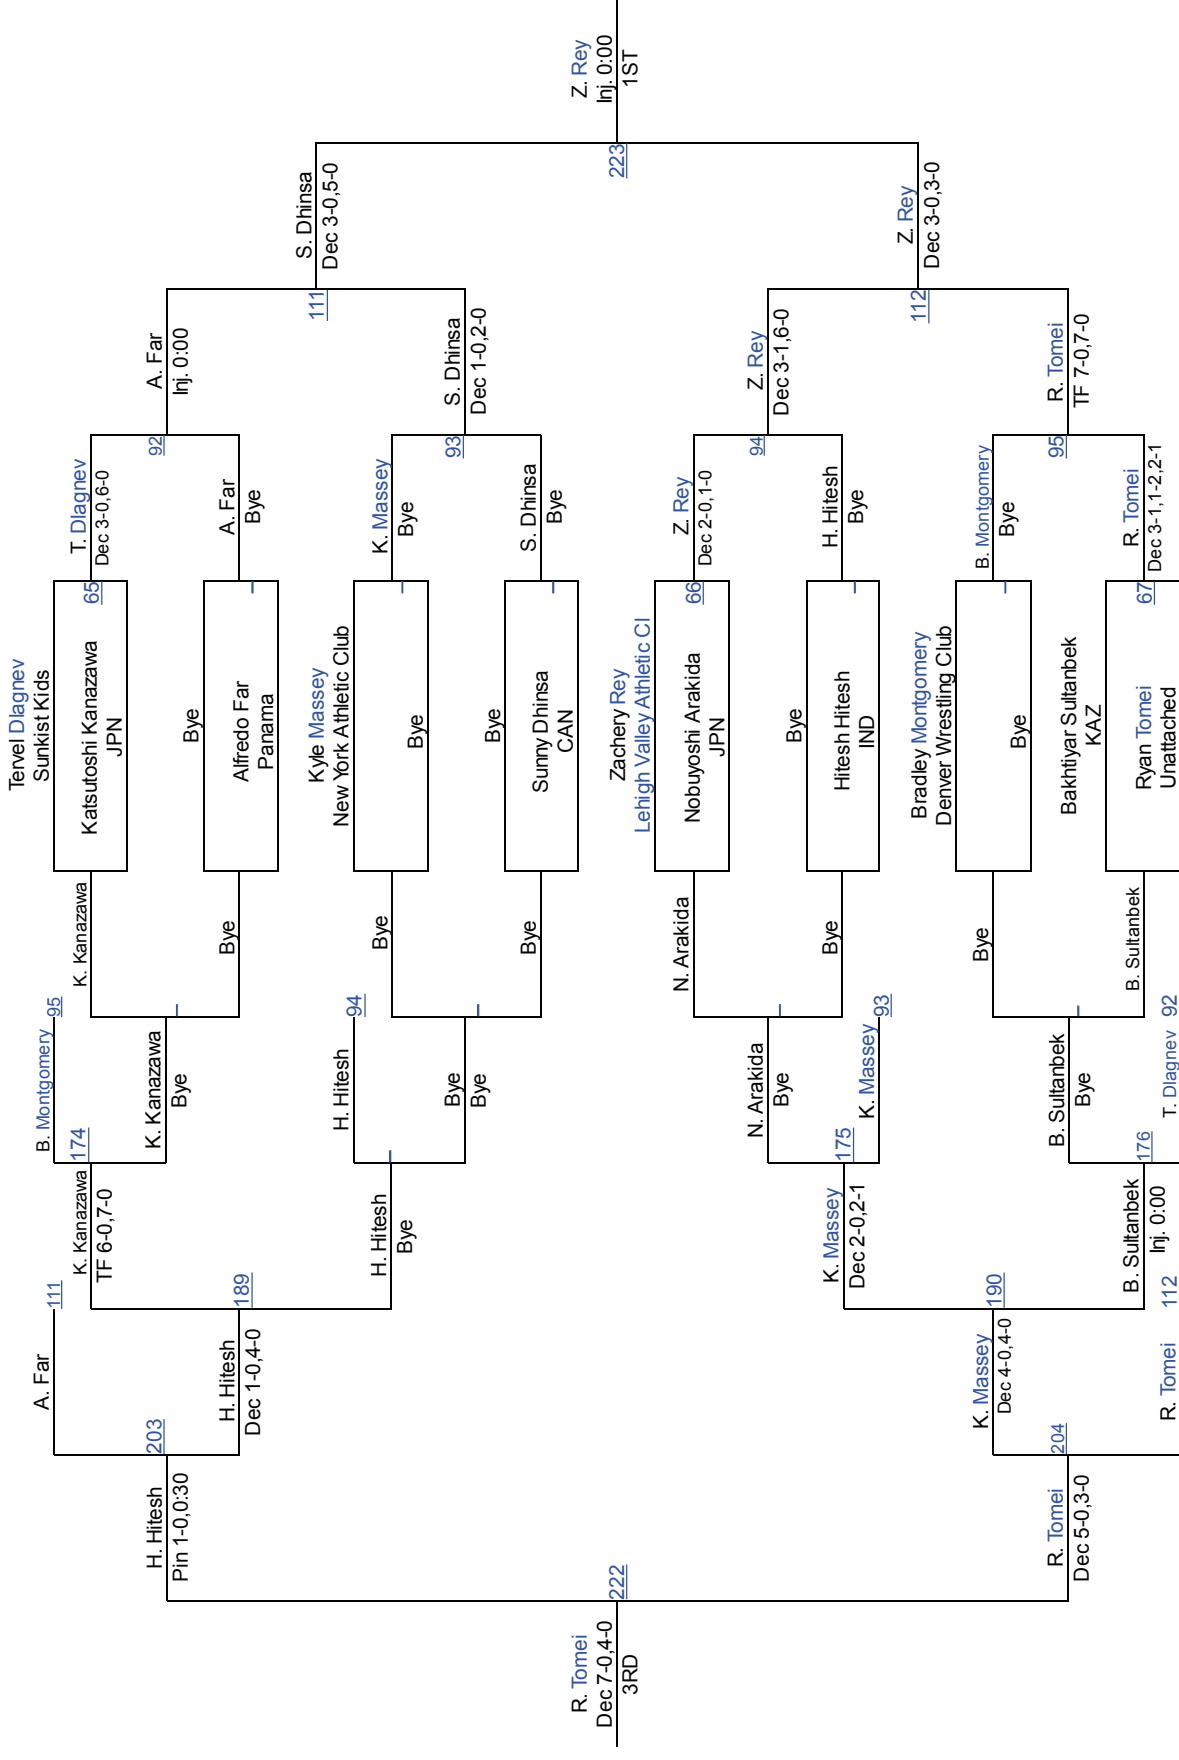 Tervel Dlagnev
Sunkist Kids
Katsutoshi Kanazawa
JPN
65
Bye
Alfredo Far
Panama
Kyle Massey
New York Athletic Club
Bye
Bye
Sunny Dhinsa
CAN
Zachery Rey
Lehigh Valley Athletic Cl
Nobuyoshi Arakida
JPN
66
Bye
Hitesh Hitesh
IND
Bradley Montgomery
Denver Wrestling Club
Bye
Bakhtiyar Sultanbek
KAZ
Ryan Tomei
Unattached
67
T. Dlagnev
Dec 3-0,6-0
A. Far
Bye
K. Massey
Bye
S. Dhinsa
Bye
Z. Rey
Dec 2-0,1-0
H. Hitesh
Bye
B. Montgomery
Bye
R. Tomei
Dec 3-1,1-2,2-1
92
93
94
95
A. Far
Inj. 0:00
S. Dhinsa
Dec 1-0,2-0
Z. Rey
Dec 3-1,6-0
R. Tomei
TF 7-0,7-0
111
112
S. Dhinsa
Dec 3-0,5-0
Z. Rey
Dec 3-0,3-0
223
Z. Rey
Inj. 0:00
1ST
K. Kanazawa
Bye
Bye
Bye
N. Arakida
Bye
Bye
B. Sultanbek
B. Montgomery 95
K. Kanazawa
Bye
H. Hitesh 94
Bye
Bye
N. Arakida
Bye
K. Massey 93
B. Sultanbek
Bye
T. Dlagnev 92
174
175
176
K. Kanazawa
TF 6-0,7-0
H. Hitesh
Bye
K. Massey
Dec 2-0,2-1
B. Sultanbek
Inj. 0:00
A. Far 111
189
H. Hitesh
Dec 1-0,4-0
190
K. Massey
Dec 4-0,4-0
R. Tomei 112
203
204
H. Hitesh
Pin 1-0,0:30
R. Tomei
Dec 5-0,3-0
222
R. Tomei
Dec 7-0,4-0
3RD